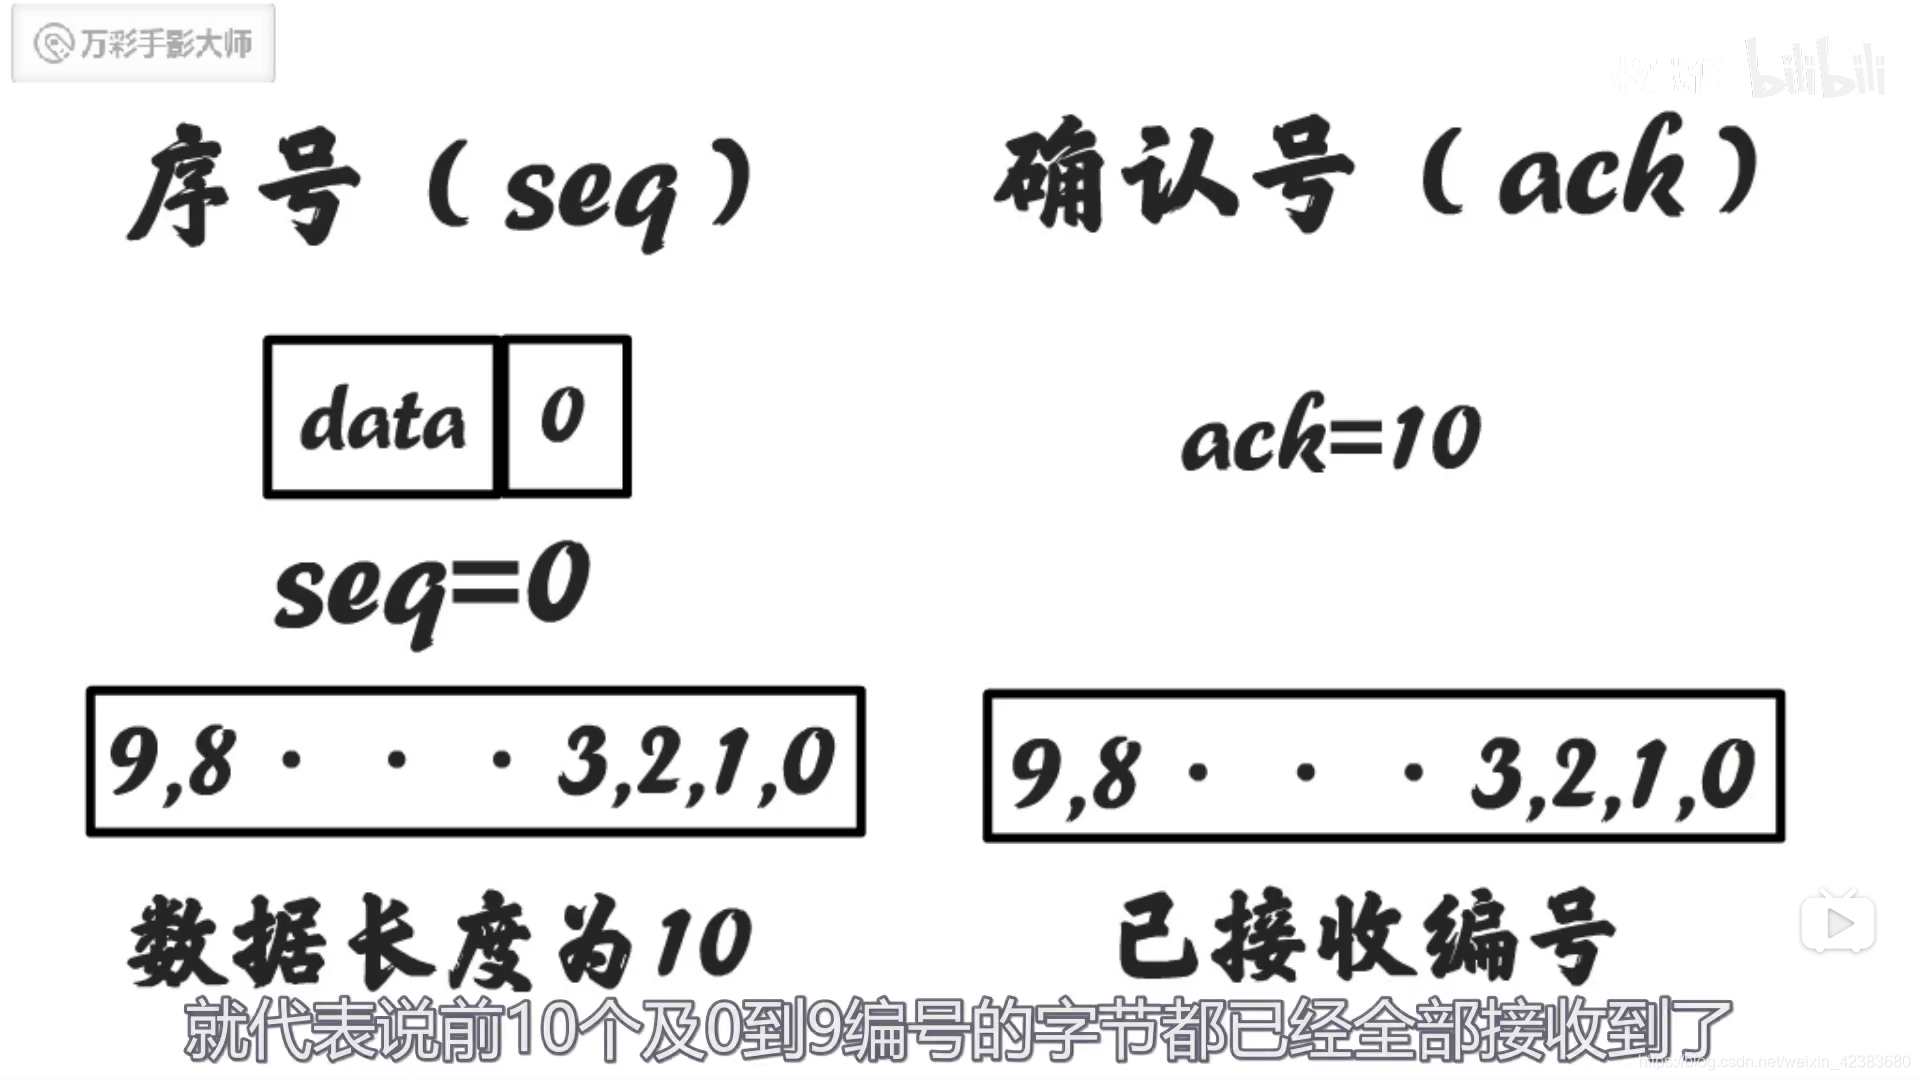 万彩手影大师
bilibili
序号（seq）
确认号（ack）
data 0
ack=10
seq=0
9,8 · · · 3,2,1,0
9,8 · · · 3,2,1,0
数据长度为10
已接收编号
就代表说前10个及0到9编号的字节都已经全部接收到了
https://blog.csdn.net/weixin_42383680